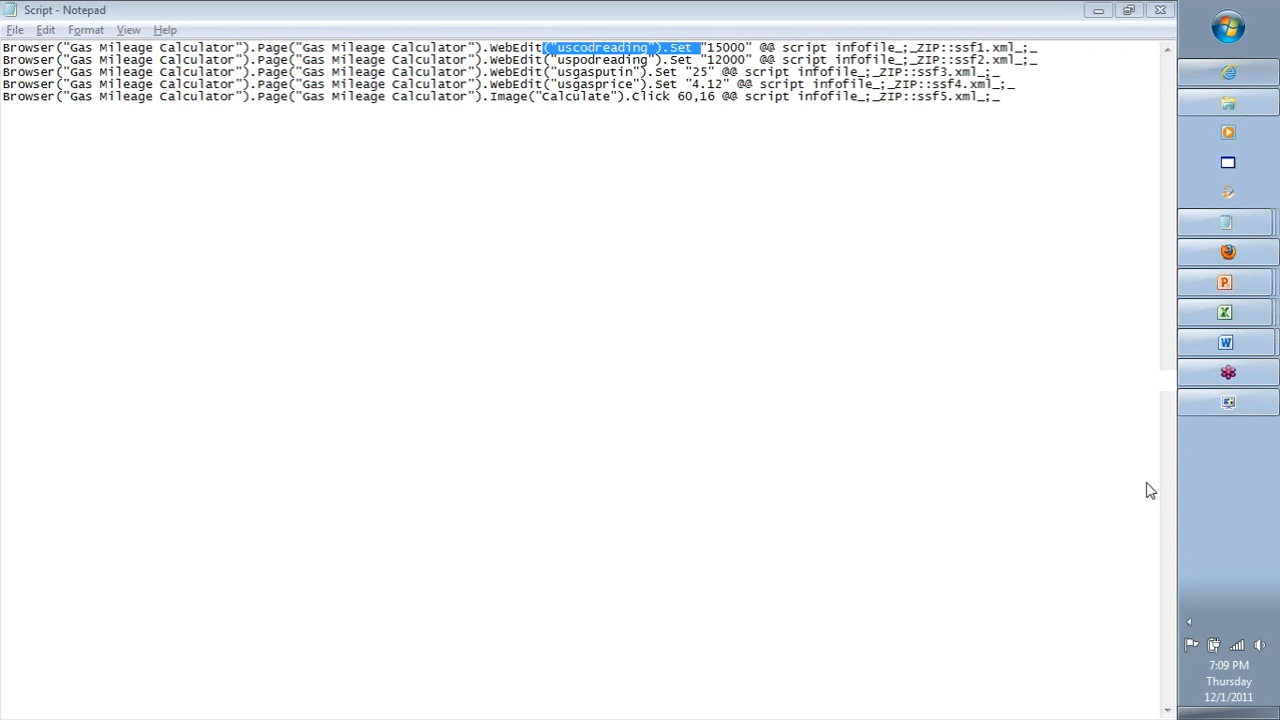 Script - Notepad
File Edit Format View Help
Browser("Gas Mileage Calculator").Page("Gas Mileage Calculator").WebEdit("uscodreading").Set "15000" @@ script infofile_;_ZIP::ssf1.xml_;_
Browser("Gas Mileage Calculator").Page("Gas Mileage Calculator").WebEdit("uspodreading").Set "12000" @@ script infofile_;_ZIP::ssf2.xml_;_
Browser("Gas Mileage Calculator").Page("Gas Mileage Calculator").WebEdit("usgasputin").Set "25" @@ script infofile_;_ZIP::ssf3.xml_;_
Browser("Gas Mileage Calculator").Page("Gas Mileage Calculator").WebEdit("usgasprice").Set "4.12" @@ script infofile_;_ZIP::ssf4.xml_;_
Browser("Gas Mileage Calculator").Page("Gas Mileage Calculator").Image("Calculate").Click 60,16 @@ script infofile_;_ZIP::ssf5.xml_;_
7:09 PM
Thursday
12/1/2011